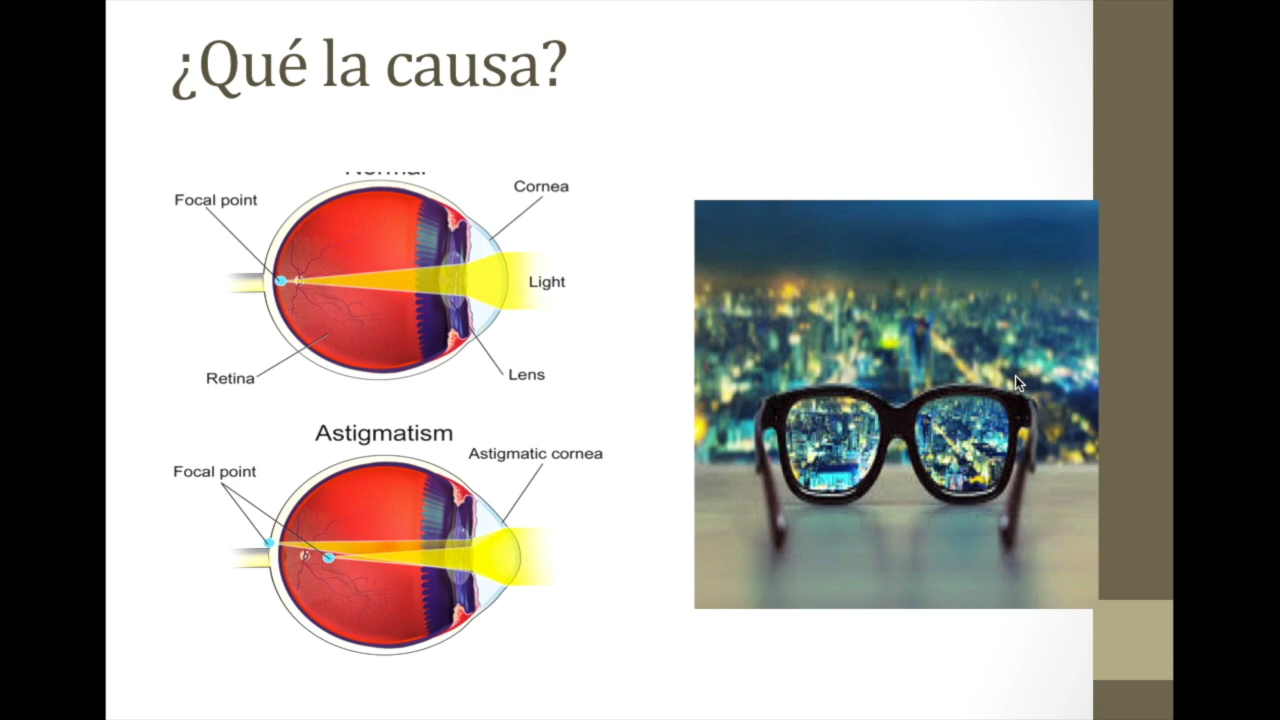 ¿Qué la causa?
Normal
Focal point
Cornea
Light
Retina
Lens
Astigmatism
Focal point
Astigmatic cornea